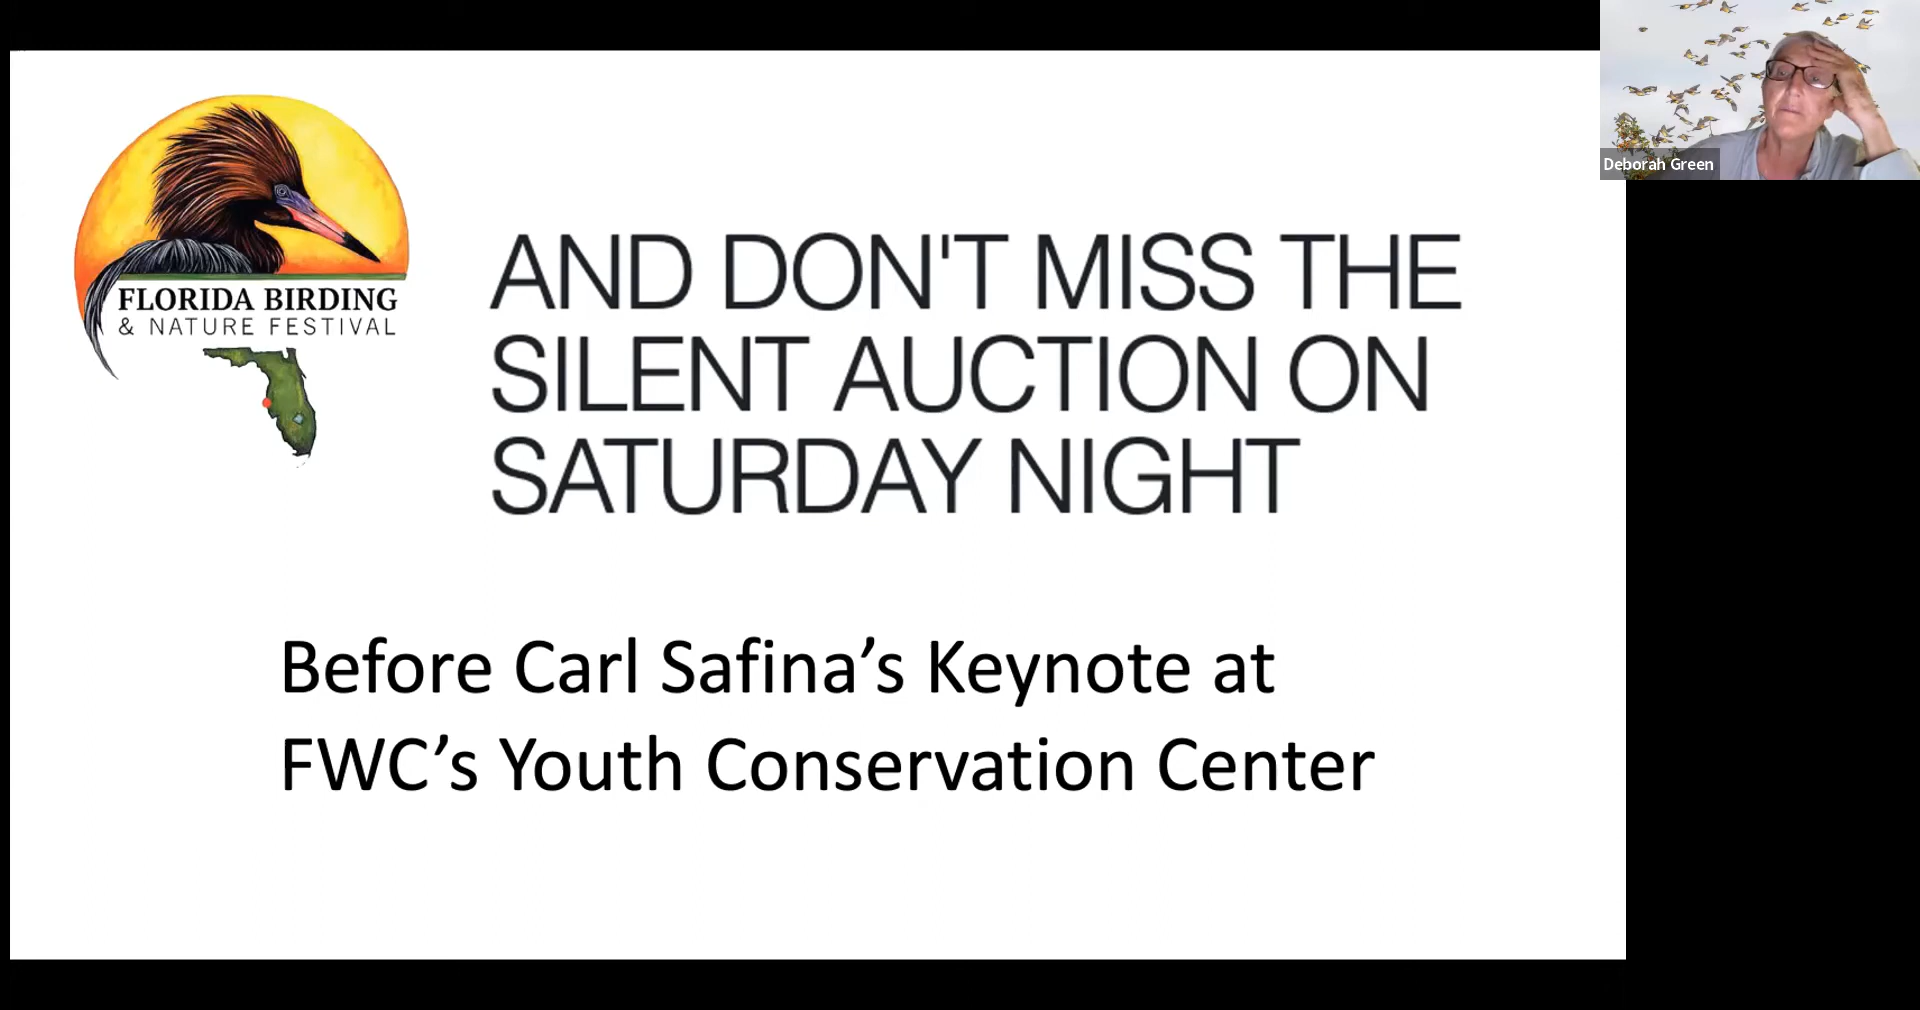 FLORIDA BIRDING
& NATURE FESTIVAL
AND DON'T MISS THE
SILENT AUCTION ON
SATURDAY NIGHT
Before Carl Safina’s Keynote at
FWC’s Youth Conservation Center
Deborah Green